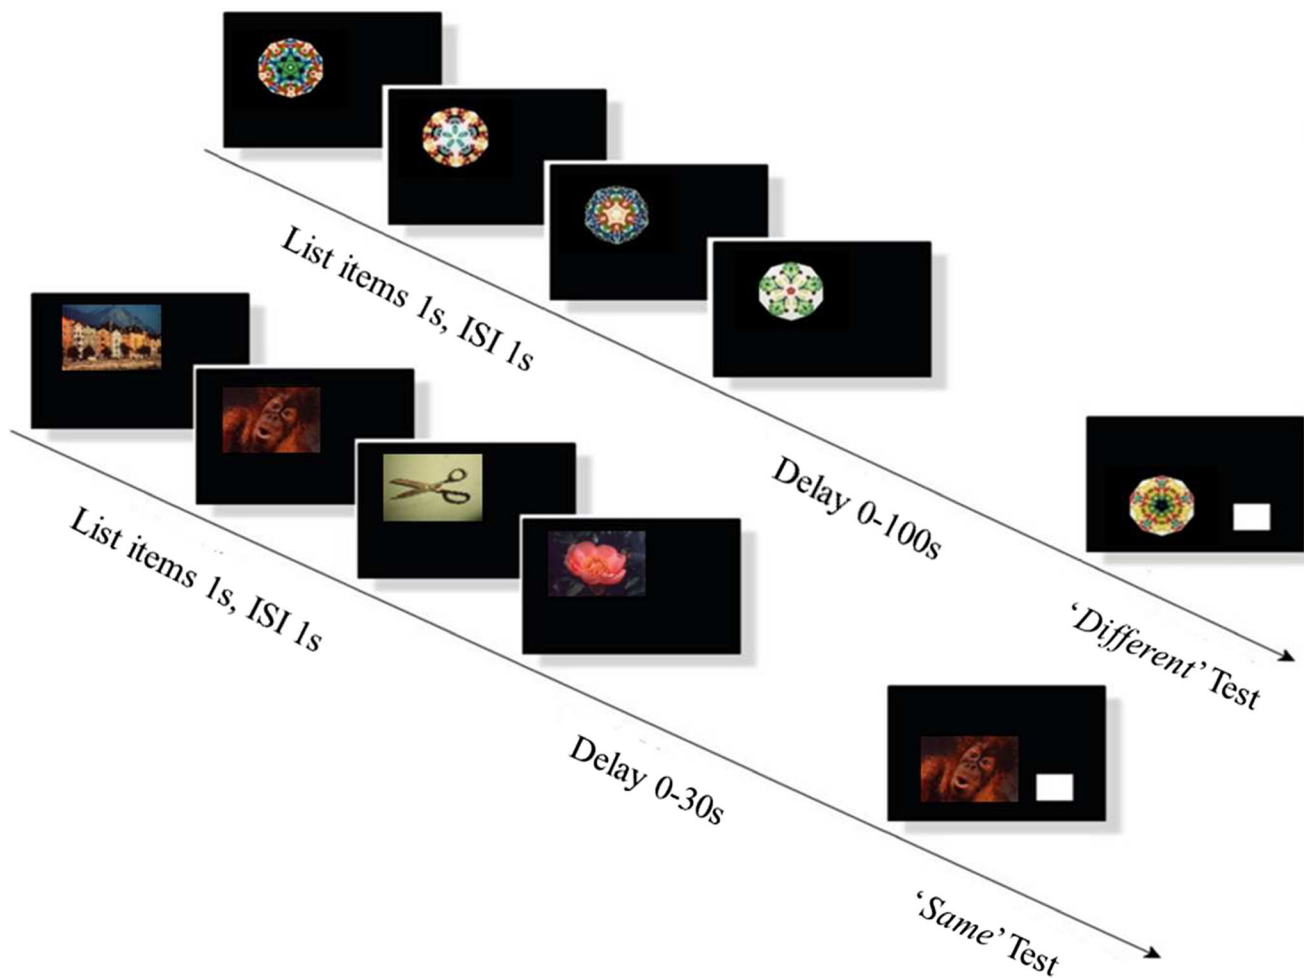 List items 1s, ISI 1s
Delay 0-100s
‘Different’ Test
List items 1s, ISI 1s
Delay 0-30s
‘Same’ Test